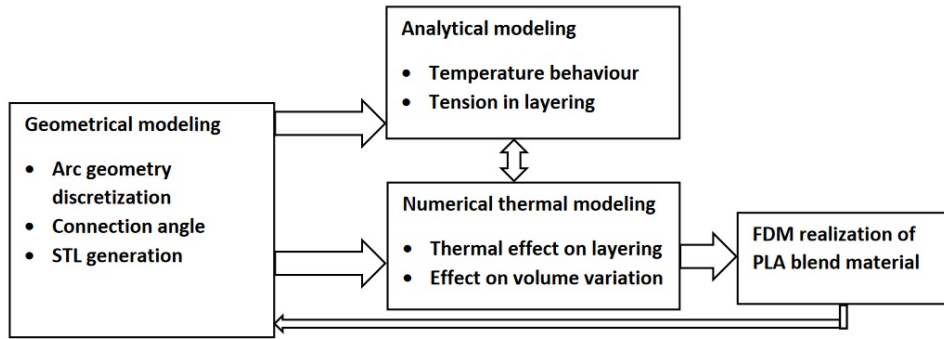 Analytical modeling
• Temperature behaviour
• Tension in layering
Geometrical modeling
• Arc geometry
discretization
• Connection angle
• STL generation
Numerical thermal modeling
• Thermal effect on layering
• Effect on volume variation
FDM realization of
PLA blend material